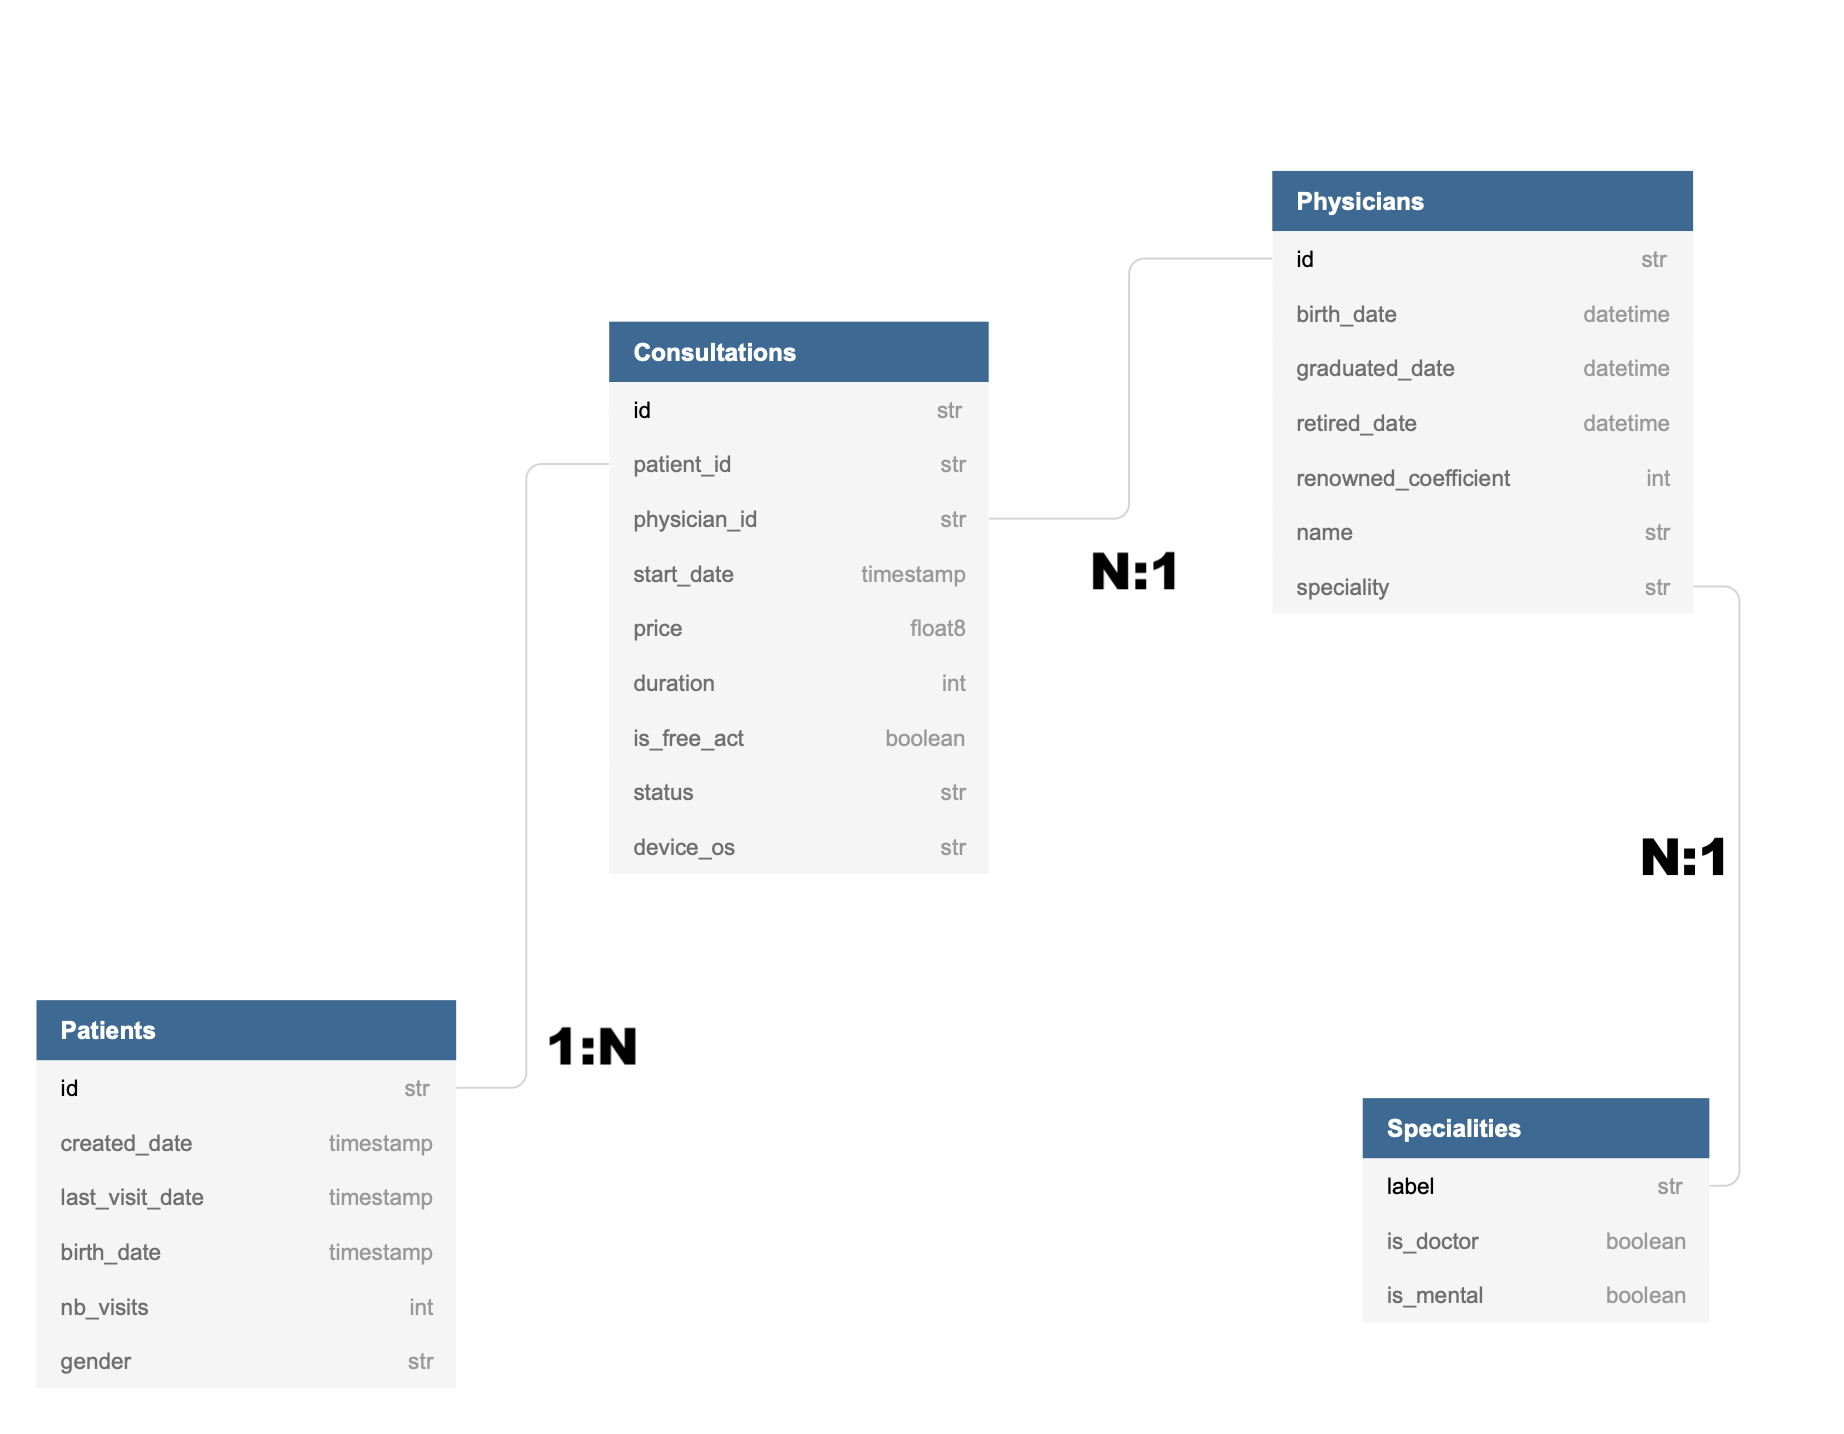 Physicians
id str
birth_date datetime
graduated_date datetime
retired_date datetime
renowned_coefficient int
name str
speciality str
Consultations
id str
patient_id str
physician_id str
start_date timestamp
price float8
duration int
is_free_act boolean
status str
device_os str
N:1
N:1
1:N
Patients
id str
created_date timestamp
last_visit_date timestamp
birth_date timestamp
nb_visits int
gender str
Specialities
label str
is_doctor boolean
is_mental boolean